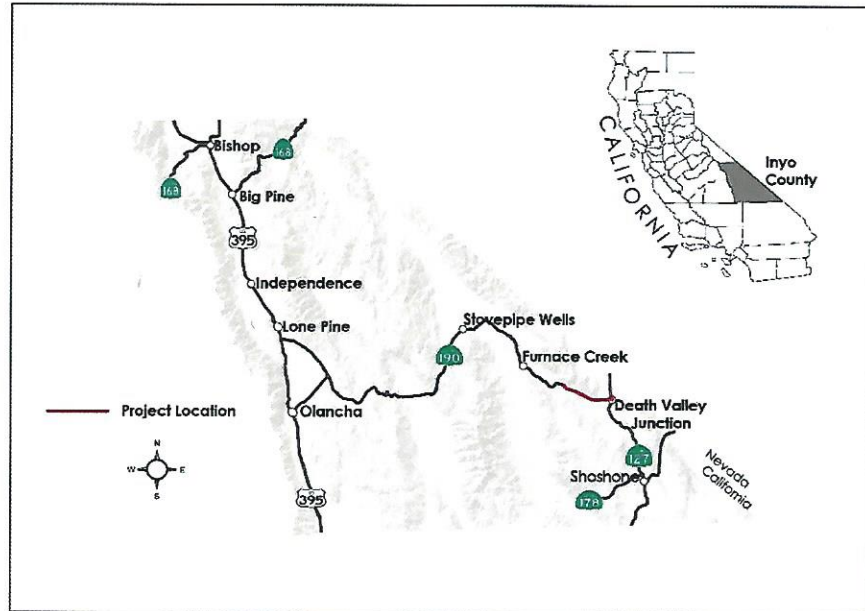 CALIFORNIA
Inyo
County
Bishop
168
168
Big Pine
395
Independence
Lone Pine
Stovepipe Wells
190
Furnace Creek
Project Location
Olancha
Death Valley
Junction
N
W E
S
127
Nevada
California
Shoshone
178
395